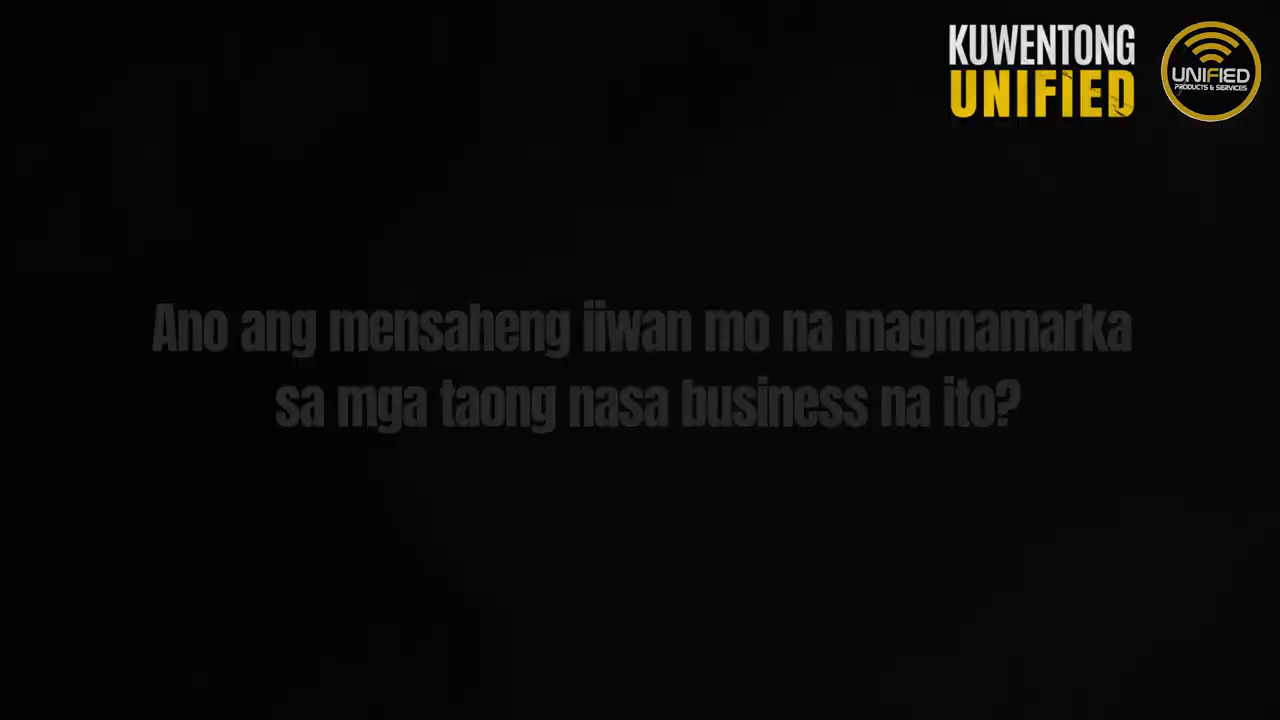 KUWENTONG
UNIFIED
UNIFIED
PRODUCTS & SERVICES
Ano ang mensaheng iiwan mo na magmamarka
sa mga taong nasa business na ito?